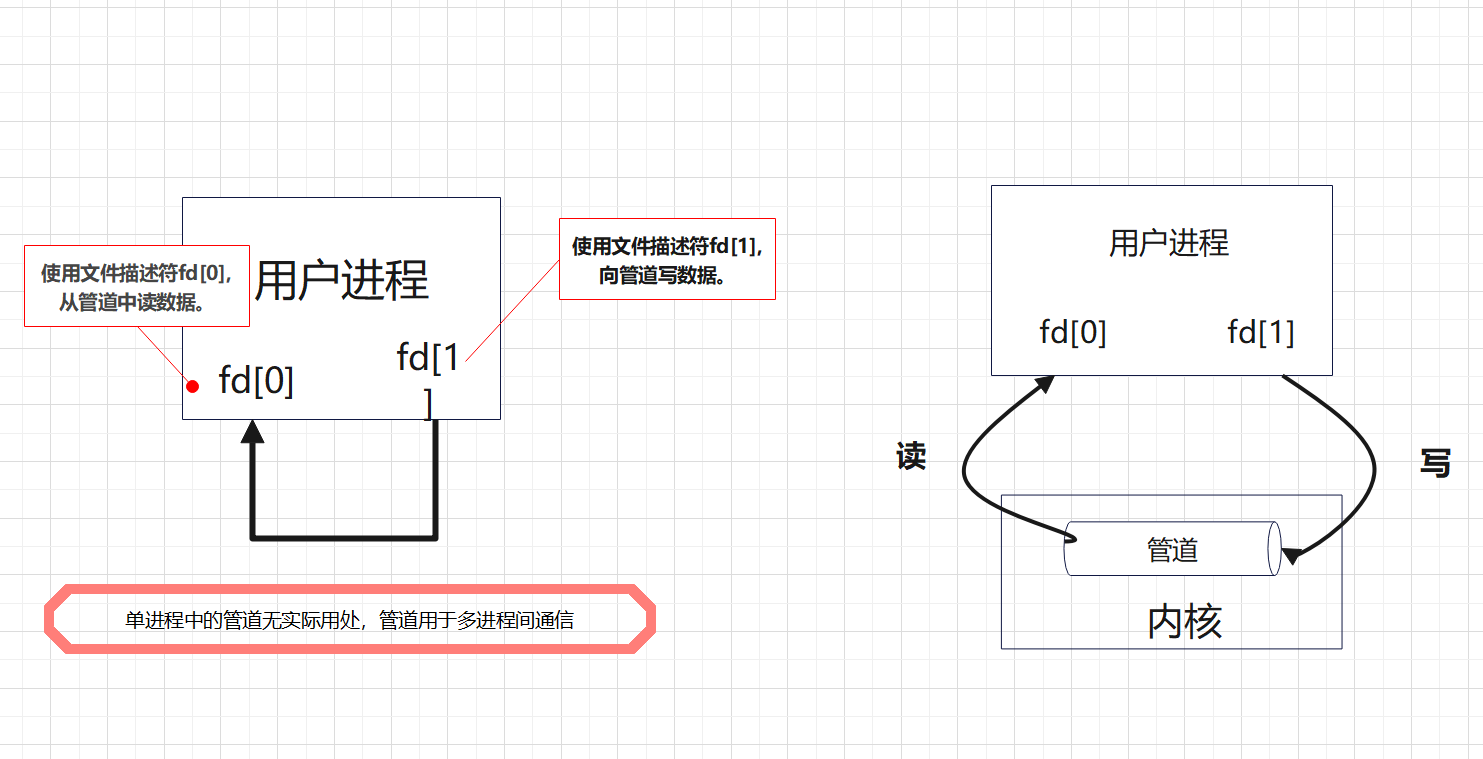 使用文件描述符fd[0],
从管道中读数据。
用户进程
fd[0]
fd[1
]
使用文件描述符fd[1],
向管道写数据。
单进程中的管道无实际用处，管道用于多进程间通信
用户进程
fd[0]
fd[1]
读
写
管道
内核